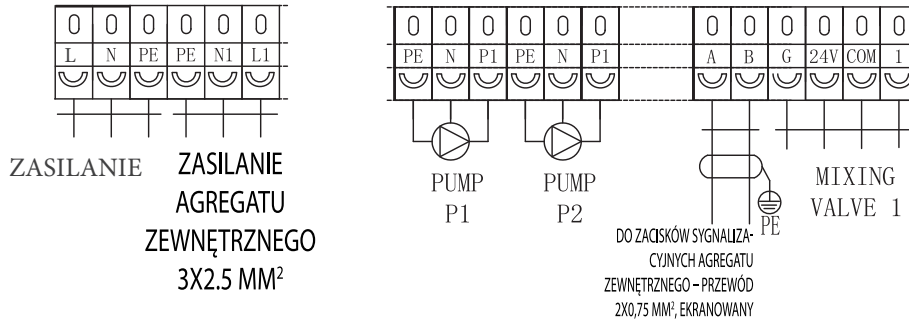 0 0 0 0 0 0 0 0 0 0 0 0 0 0 0 0 0 0
L N PE PE N1 L1 PE N P1 PE N P1 A B G 24V COM 1
ZASILANIE
ZASILANIE
AGREGATU
ZEWNĘTRZNEGO
3X2.5 MM²
PUMP
P1
PUMP
P2
PE
DO ZACISKÓW SYGNALIZA-
CYJNYCH AGREGATU
ZEWNĘTRZNEGO – PRZEWÓD
2X0,75 MM², EKRANOWANY
MIXING
VALVE 1